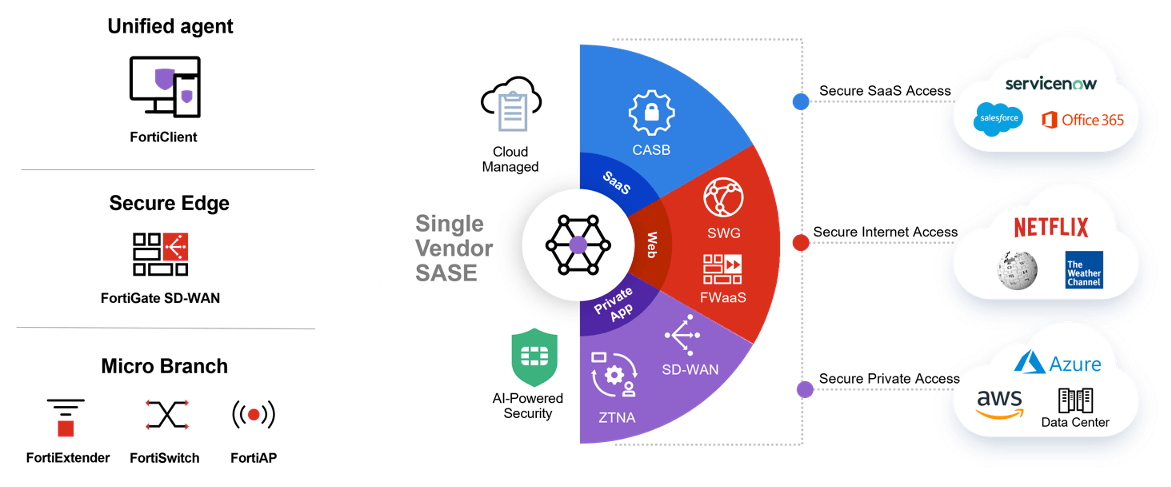 Unified agent
FortiClient
Secure Edge
FortiGate SD-WAN
Micro Branch
FortiExtender
FortiSwitch
FortiAP
Cloud
Managed
Single
Vendor
SASE
AI-Powered
Security
CASB
SaaS
SWG
Web
FWaaS
Private
App
SD-WAN
ZTNA
Secure SaaS Access
servicenow
salesforce
Office 365
Secure Internet Access
NETFLIX
The
Weather
Channel
Secure Private Access
Azure
aws
Data Center